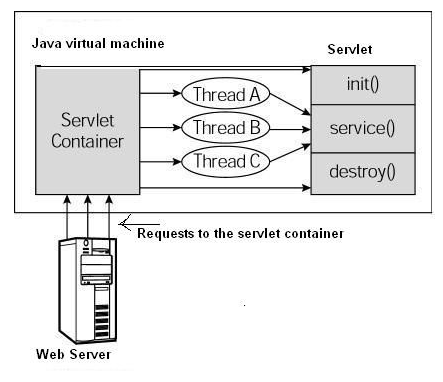 Java virtual machine
Servlet
Servlet
Container
Thread A
Thread B
Thread C
init()
service()
destroy()
Requests to the servlet container
Web Server